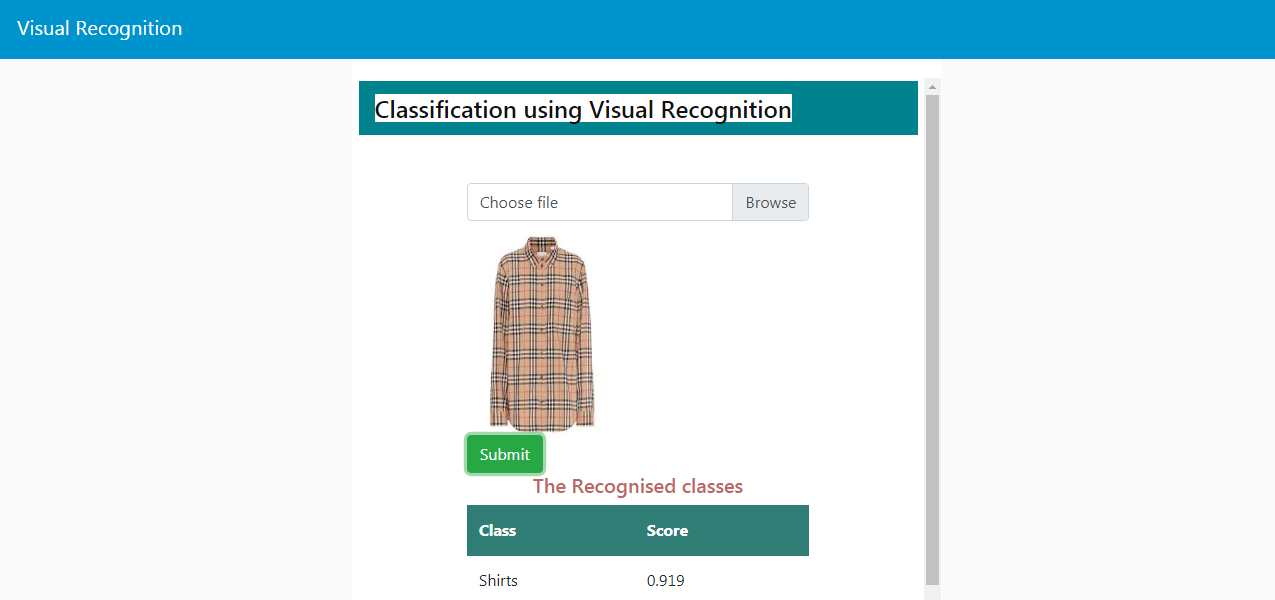 Visual Recognition
Classification using Visual Recognition
Choose file Browse
Submit
The Recognised classes
Class Score
Shirts 0.919